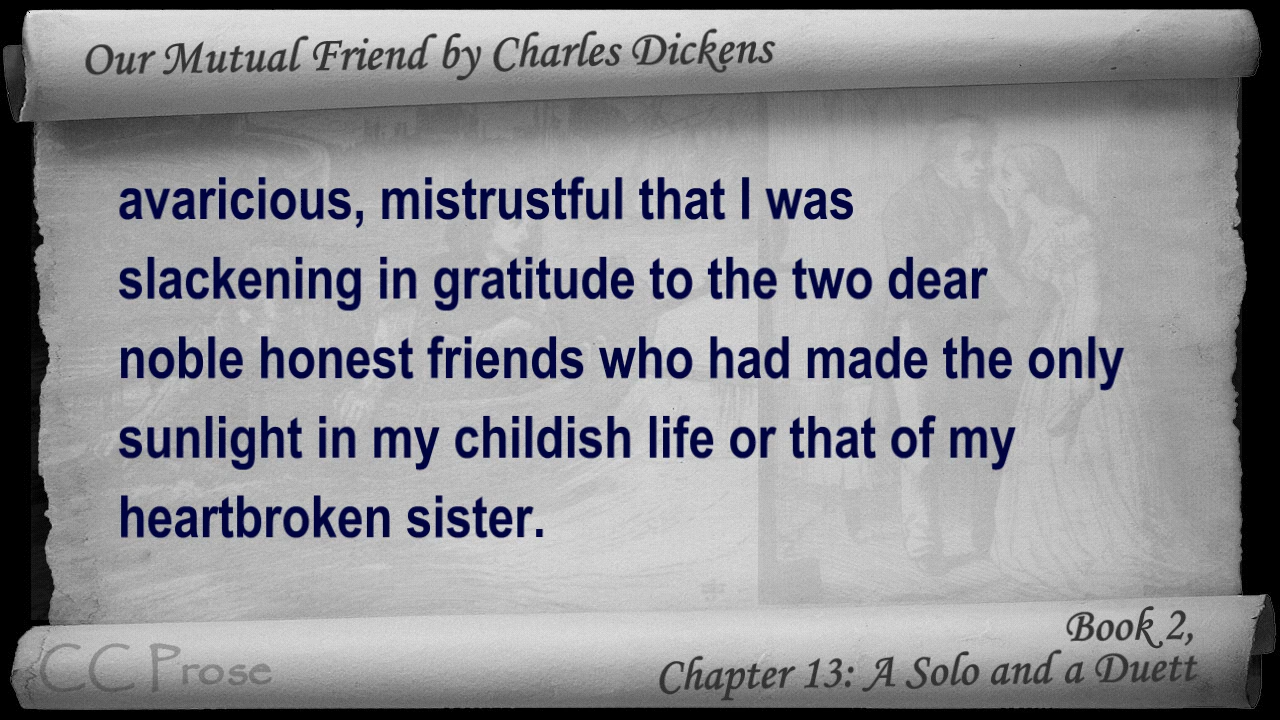 Our Mutual Friend by Charles Dickens
avaricious, mistrustful that I was
slackening in gratitude to the two dear
noble honest friends who had made the only
sunlight in my childish life or that of my
heartbroken sister.
Book 2,
Chapter 13: A Solo and a Duett
CC Prose